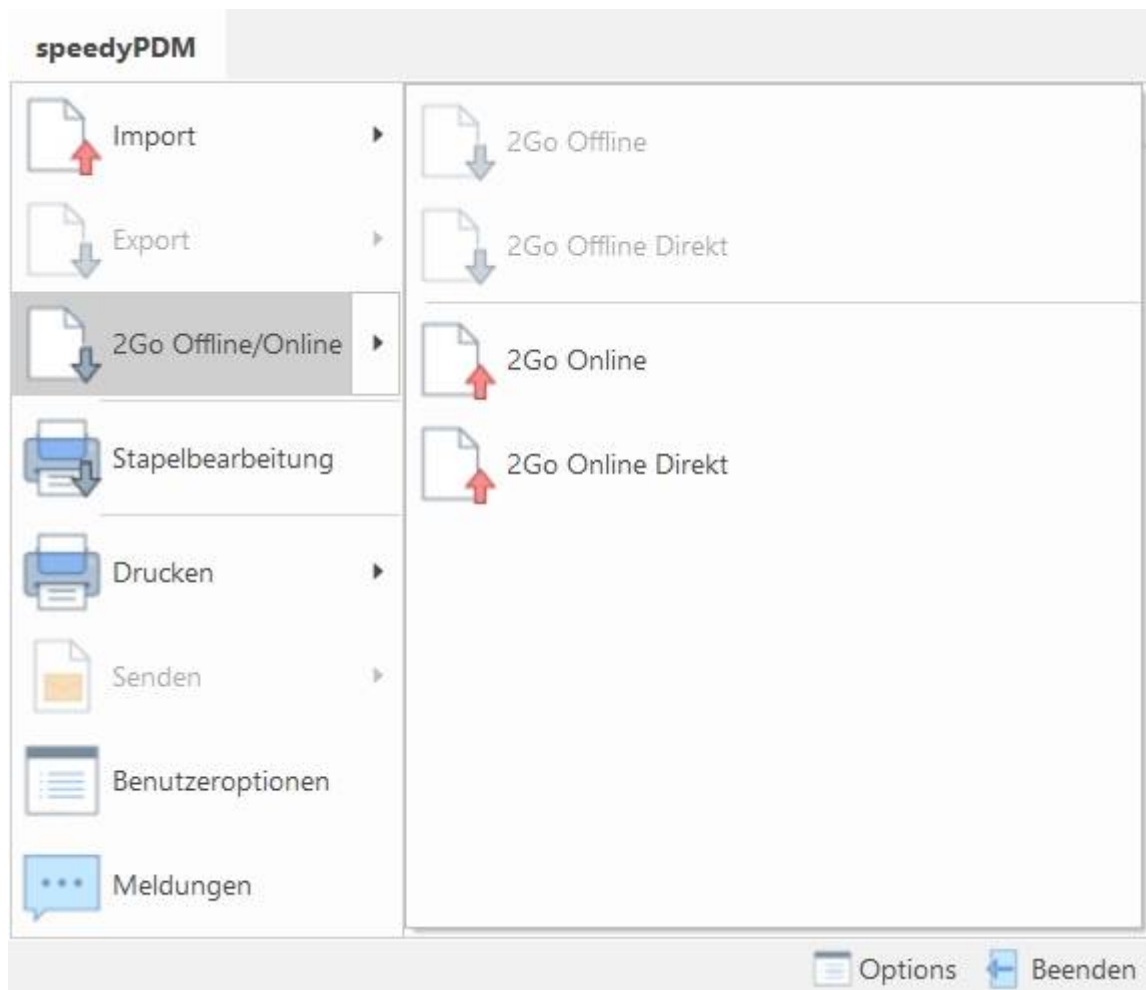 speedyPDM
Import
Export
2Go Offline/Online
Stapelbearbeitung
Drucken
Senden
Benutzeroptionen
Meldungen
2Go Offline
2Go Offline Direkt
2Go Online
2Go Online Direkt
Options
Beenden